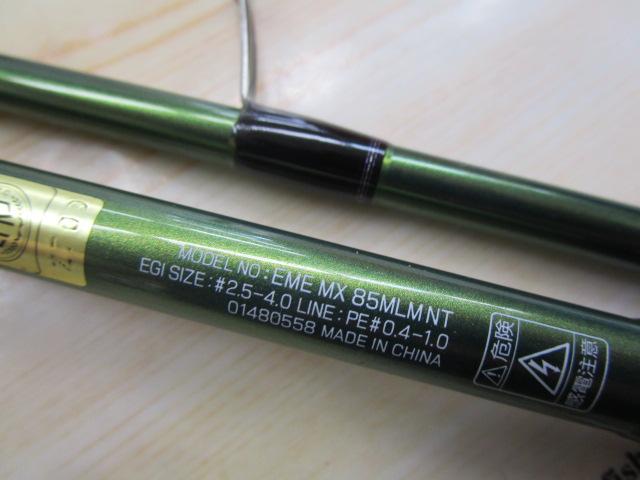 MODEL NO : EME MX 85MLM NT
EGI SIZE : #2.5-4.0 LINE : PE#0.4-1.0
01480558 MADE IN CHINA
危険
感電注意